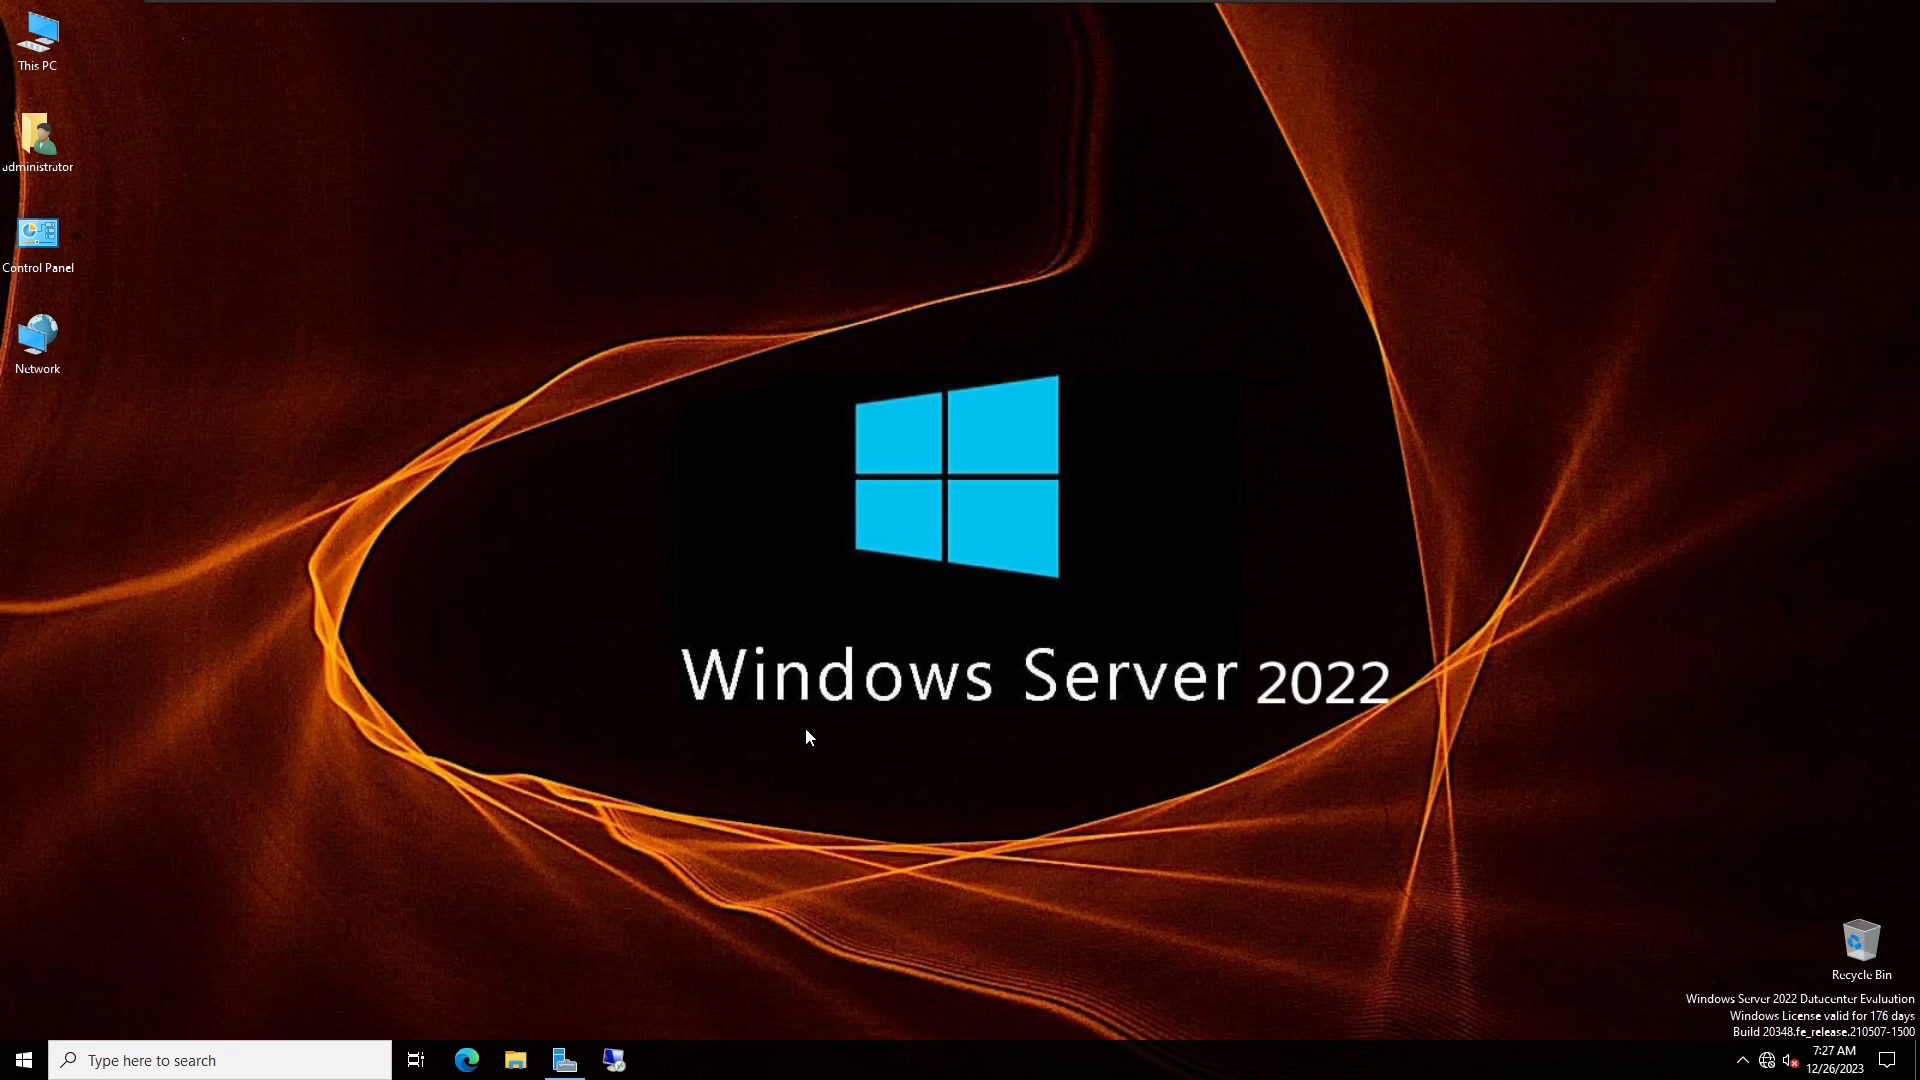 This PC
administrator
Control Panel
Network
Windows Server 2022
Recycle Bin
Windows Server 2022 Datacenter Evaluation
Windows License valid for 176 days
Build 20348.fe_release.210507-1500
Type here to search
7:27 AM
12/26/2023